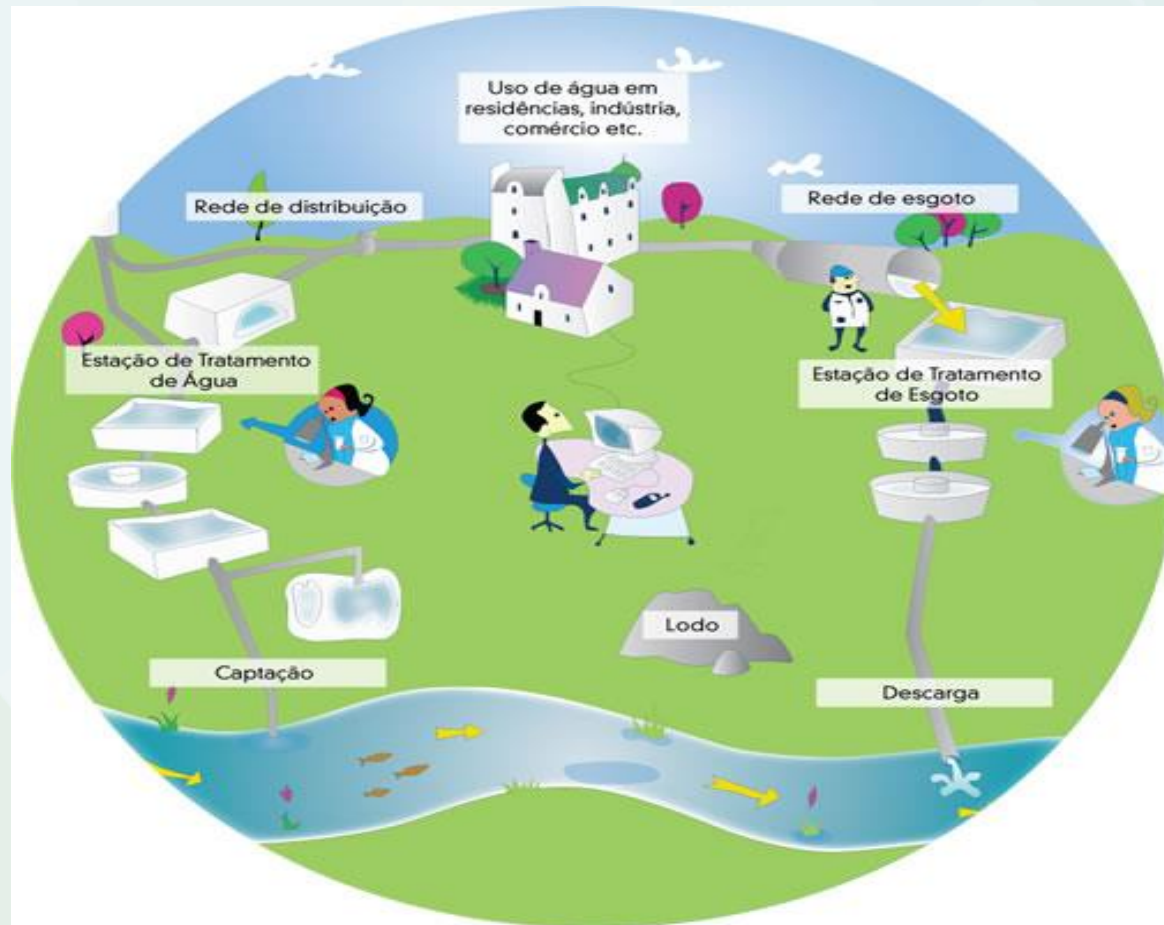 Uso de água em
residências, indústria,
comércio etc.
Rede de distribuição
Rede de esgoto
Estação de Tratamento
de Água
Estação de Tratamento
de Esgoto
Lodo
Captação
Descarga